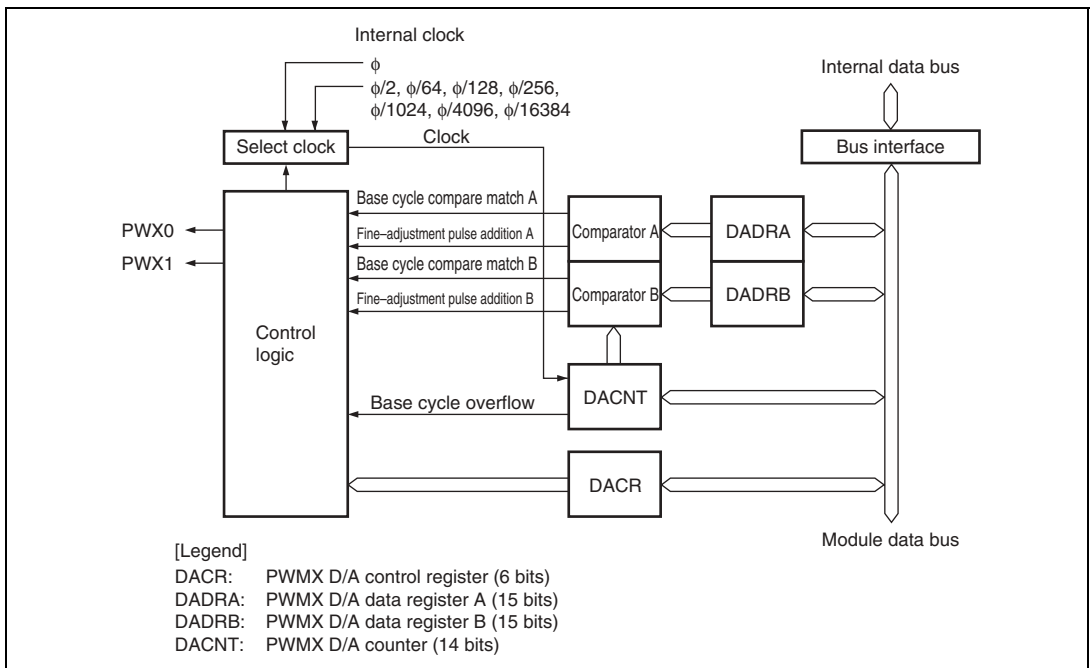 Internal clock
ϕ
ϕ/2, ϕ/64, ϕ/128, ϕ/256,
ϕ/1024, ϕ/4096, ϕ/16384
Internal data bus
Select clock
Clock
Bus interface
Base cycle compare match A
Fine–adjustment pulse addition A
Base cycle compare match B
Fine–adjustment pulse addition B
PWX0
PWX1
Comparator A
DADRA
Comparator B
DADRB
Control
logic
DACNT
Base cycle overflow
DACR
Module data bus
[Legend]
DACR: PWMX D/A control register (6 bits)
DADRA: PWMX D/A data register A (15 bits)
DADRB: PWMX D/A data register B (15 bits)
DACNT: PWMX D/A counter (14 bits)